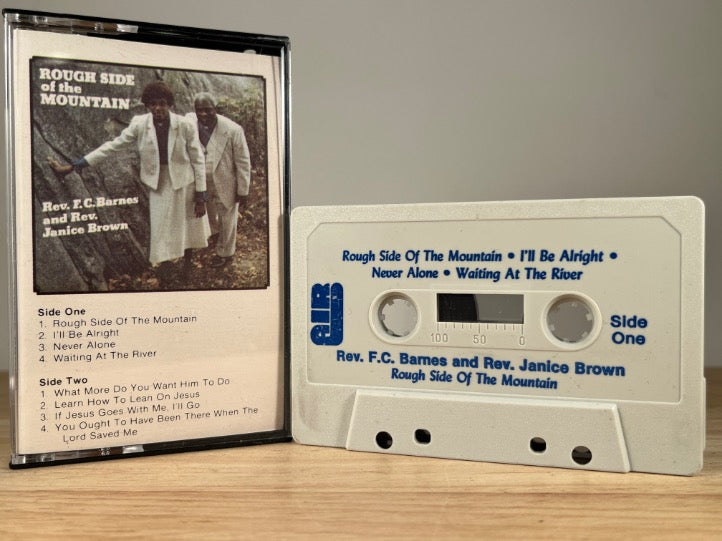 ROUGH SIDE
of the
MOUNTAIN
Rev. F.C. Barnes
and Rev.
Janice Brown
Side One
1. Rough Side Of The Mountain
2. I'll Be Alright
3. Never Alone
4. Waiting At The River
Side Two
1. What More Do You Want Him To Do
2. Learn How To Lean On Jesus
3. If Jesus Goes With Me, I'll Go
4. You Ought To Have Been There When The
Lord Saved Me
Rough Side Of The Mountain • I'll Be Alright •
Never Alone • Waiting At The River
AIR
100 50 0
Side
One
Rev. F.C. Barnes and Rev. Janice Brown
Rough Side Of The Mountain